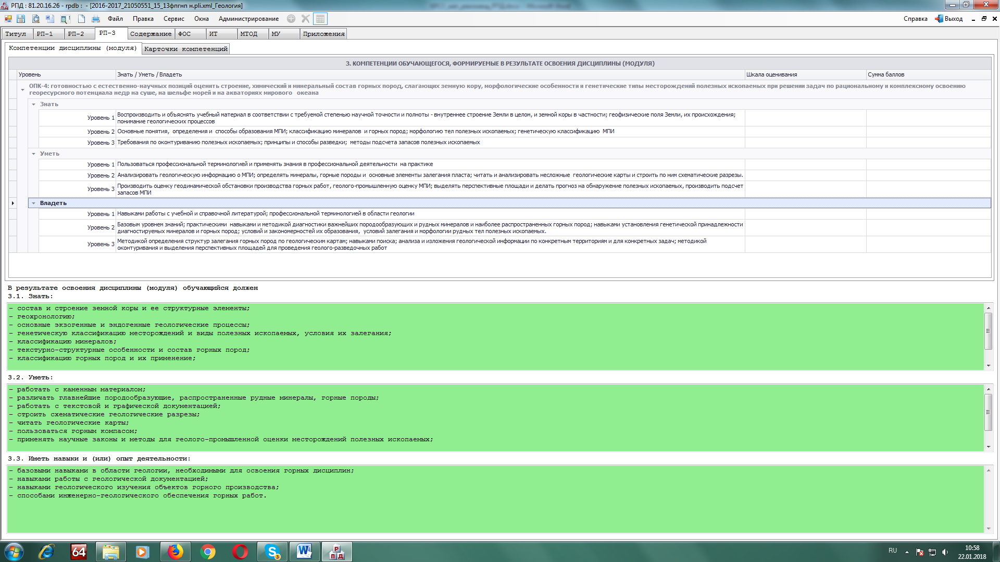 РПД : 81.20.16.26 - rpdb : - [2016-2017_21050551_15_13фпгнп н.pli.xml_Геология]
Файл Правка Сервис Окна Администрирование Справка Выход
Титул РП-1 РП-2 РП-3 Содержание ФОС ИТ МТОД МУ Приложения
Компетенции дисциплины (модуля) Карточки компетенций
3. КОМПЕТЕНЦИИ ОБУЧАЮЩЕГОСЯ, ФОРМИРУЕМЫЕ В РЕЗУЛЬТАТЕ ОСВОЕНИЯ ДИСЦИПЛИНЫ (МОДУЛЯ)
Уровень Знать / Уметь / Владеть Шкала оценивания Сумма баллов
ОПК-4: готовностью с естественно-научных позиций оценить строение, химический и минеральный состав горных пород, слагающих земную кору, морфологические особенности и генетические типы месторождений полезных ископаемых при решении задач по рациональному и комплексному освоению
георесурсного потенциала недр на суше, на шельфе морей и на акваториях мирового океана
Знать
Уровень 1 Воспроизводить и объяснять учебный материал в соответствии с требуемой степенью научной точности и полноты - внутреннее строение Земли в целом, и земной коры в частности; геофизические поля Земли, их происхождения;
понимание геологических процессов
Уровень 2 Основные понятия, определения и способы образования МПИ; классификацию минералов и горных пород; морфологию тел полезных ископаемых; генетическую классификацию МПИ
Уровень 3 Требования по оконтуриванию полезных ископаемых; принципы и способы разведки; методы подсчета запасов полезных ископаемых
Уметь
Уровень 1 Пользоваться профессиональной терминологией и применять знания в профессиональной деятельности на практике
Уровень 2 Анализировать геологическую информацию о МПИ; определять минералы, горные породы и основные элементы залегания пласта; читать и анализировать несложные геологические карты и строить по ним схематические разрезы.
Уровень 3 Производить оценку геодинамической обстановки производства горных работ, геолого-промышленную оценку МПИ; выделять перспективные площади и делать прогноз на обнаружение полезных ископаемых, производить подсчет
запасов МПИ
Владеть
Уровень 1 Навыками работы с учебной и справочной литературой; профессиональной терминологией в области геологии
Уровень 2 Базовым уровнем знаний; практическими навыками и методикой диагностики важнейших породообразующих и рудных минералов и наиболее распространенных горных пород; навыками установления генетической принадлежности
диагностируемых минералов и горных пород; условий и закономерностей их образования, условий залегания и морфологии рудных тел полезных ископаемых.
Уровень 3 Методикой определения структур залегания горных пород по геологическим картам; навыками поиска; анализа и изложения геологической информации по конкретным территориям и для конкретных задач; методикой
оконтуривания и выделения перспективных площадей для проведения геолого-разведочных работ
В результате освоения дисциплины (модуля) обучающийся должен
3.1. Знать:
- состав и строение земной коры и ее структурные элементы;
- геохронологию;
- основные экзогенные и эндогенные геологические процессы;
- генетическую классификацию месторождений и виды полезных ископаемых, условия их залегания;
- классификацию минералов;
- текстурно-структурные особенности и состав горных пород;
- классификацию горных пород и их применение;
3.2. Уметь:
- работать с каменным материалом;
- различать главнейшие породообразующие, распространенные рудные минералы, горные породы;
- работать с текстовой и графической документацией;
- строить схематические геологические разрезы;
- читать геологические карты;
- пользоваться горным компасом;
- применять научные законы и методы для геолого-промышленной оценки месторождений полезных ископаемых;
3.3. Иметь навыки и (или) опыт деятельности:
- базовыми навыками в области геологии, необходимыми для освоения горных дисциплин;
- навыками работы с геологической документацией;
- навыками геологического изучения объектов горного производства;
- способами инженерно-геологического обеспечения горных работ.
64 RU 10:58
22.01.2018